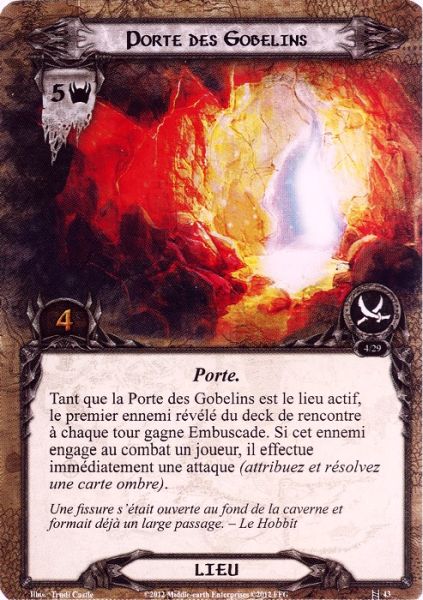 Porte des Gobelins
5
4
4/29
Porte.
Tant que la Porte des Gobelins est le lieu actif,
le premier ennemi révélé du deck de rencontre
à chaque tour gagne Embuscade. Si cet ennemi
engage au combat un joueur, il effectue
immédiatement une attaque (attribuez et résolvez
une carte ombre).
Une fissure s'était ouverte au fond de la caverne et
formait déjà un large passage. – Le Hobbit
LIEU
Illus. Trudi Castle
©2012 Middle-earth Enterprises ©2012 FFG
43